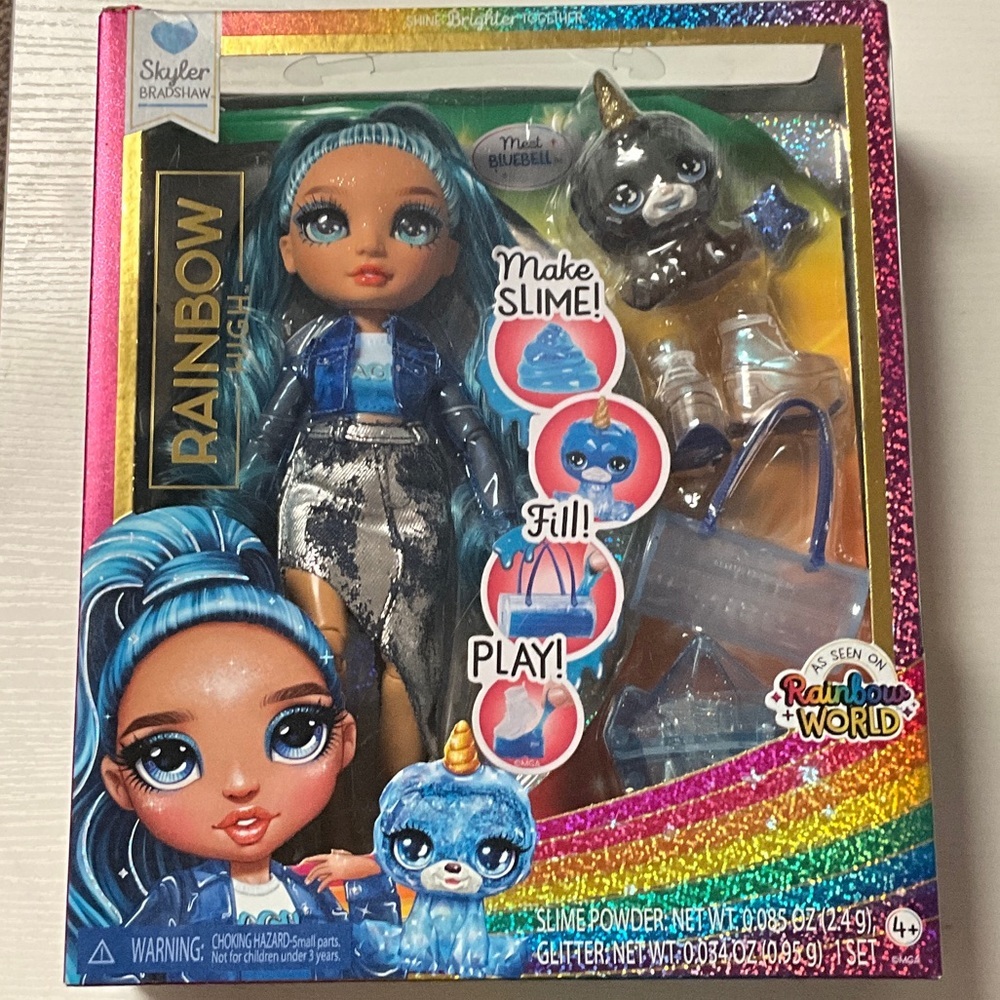 SHINE Brighter TOGETHER
Skyler
BRADSHAW
RAINBOW
HIGH
Meet
BLUEBELL
Make
SLIME!
Fill!
PLAY!
©MGA
AS SEEN ON
Rainbow
WORLD
WARNING: CHOKING HAZARD-Small parts.
Not for children under 3 years.
SLIME POWDER: NET WT. 0.085 OZ (2.4 g),
GLITTER: NET WT. 0.034 OZ (0.95 g) 1 SET
4+
©MGA